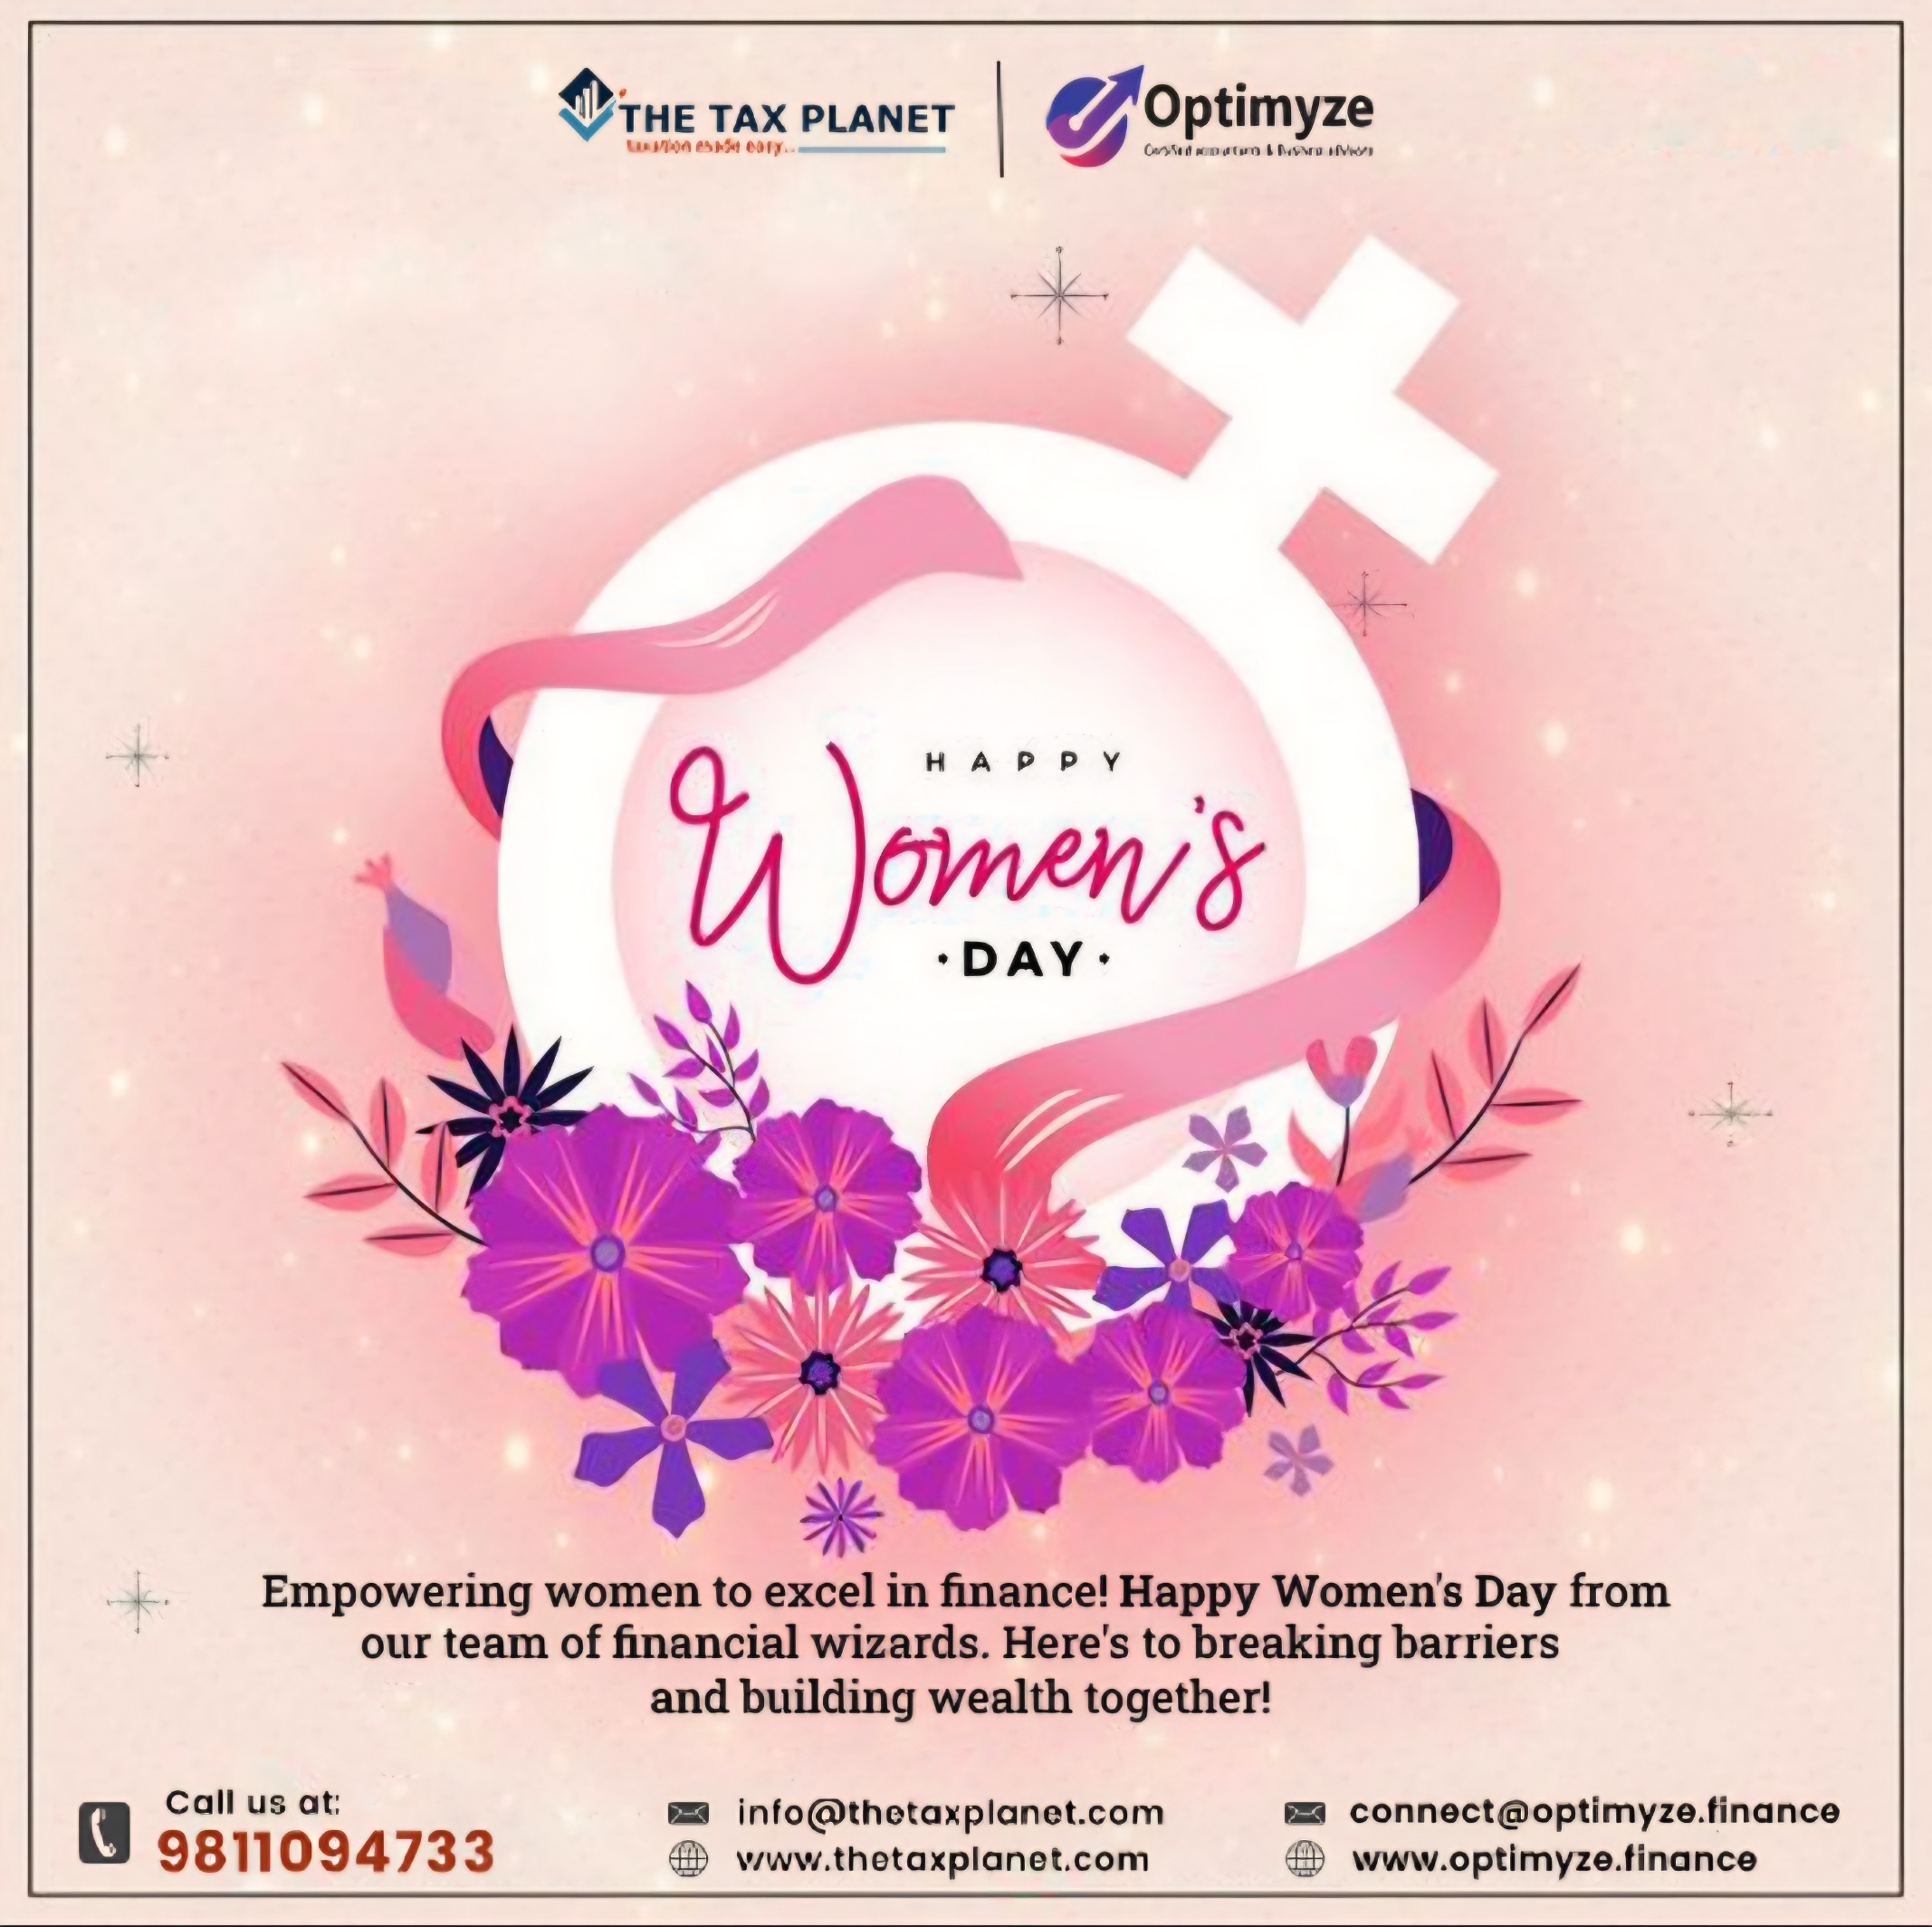 THE TAX PLANET
Optimyze
HAPPY
Women's
·DAY·
Empowering women to excel in finance! Happy Women's Day from
our team of financial wizards. Here's to breaking barriers
and building wealth together!
Call us at:
9811094733
info@thetaxplanet.com
www.thetaxplanet.com
connect@optimyze.finance
www.optimyze.finance